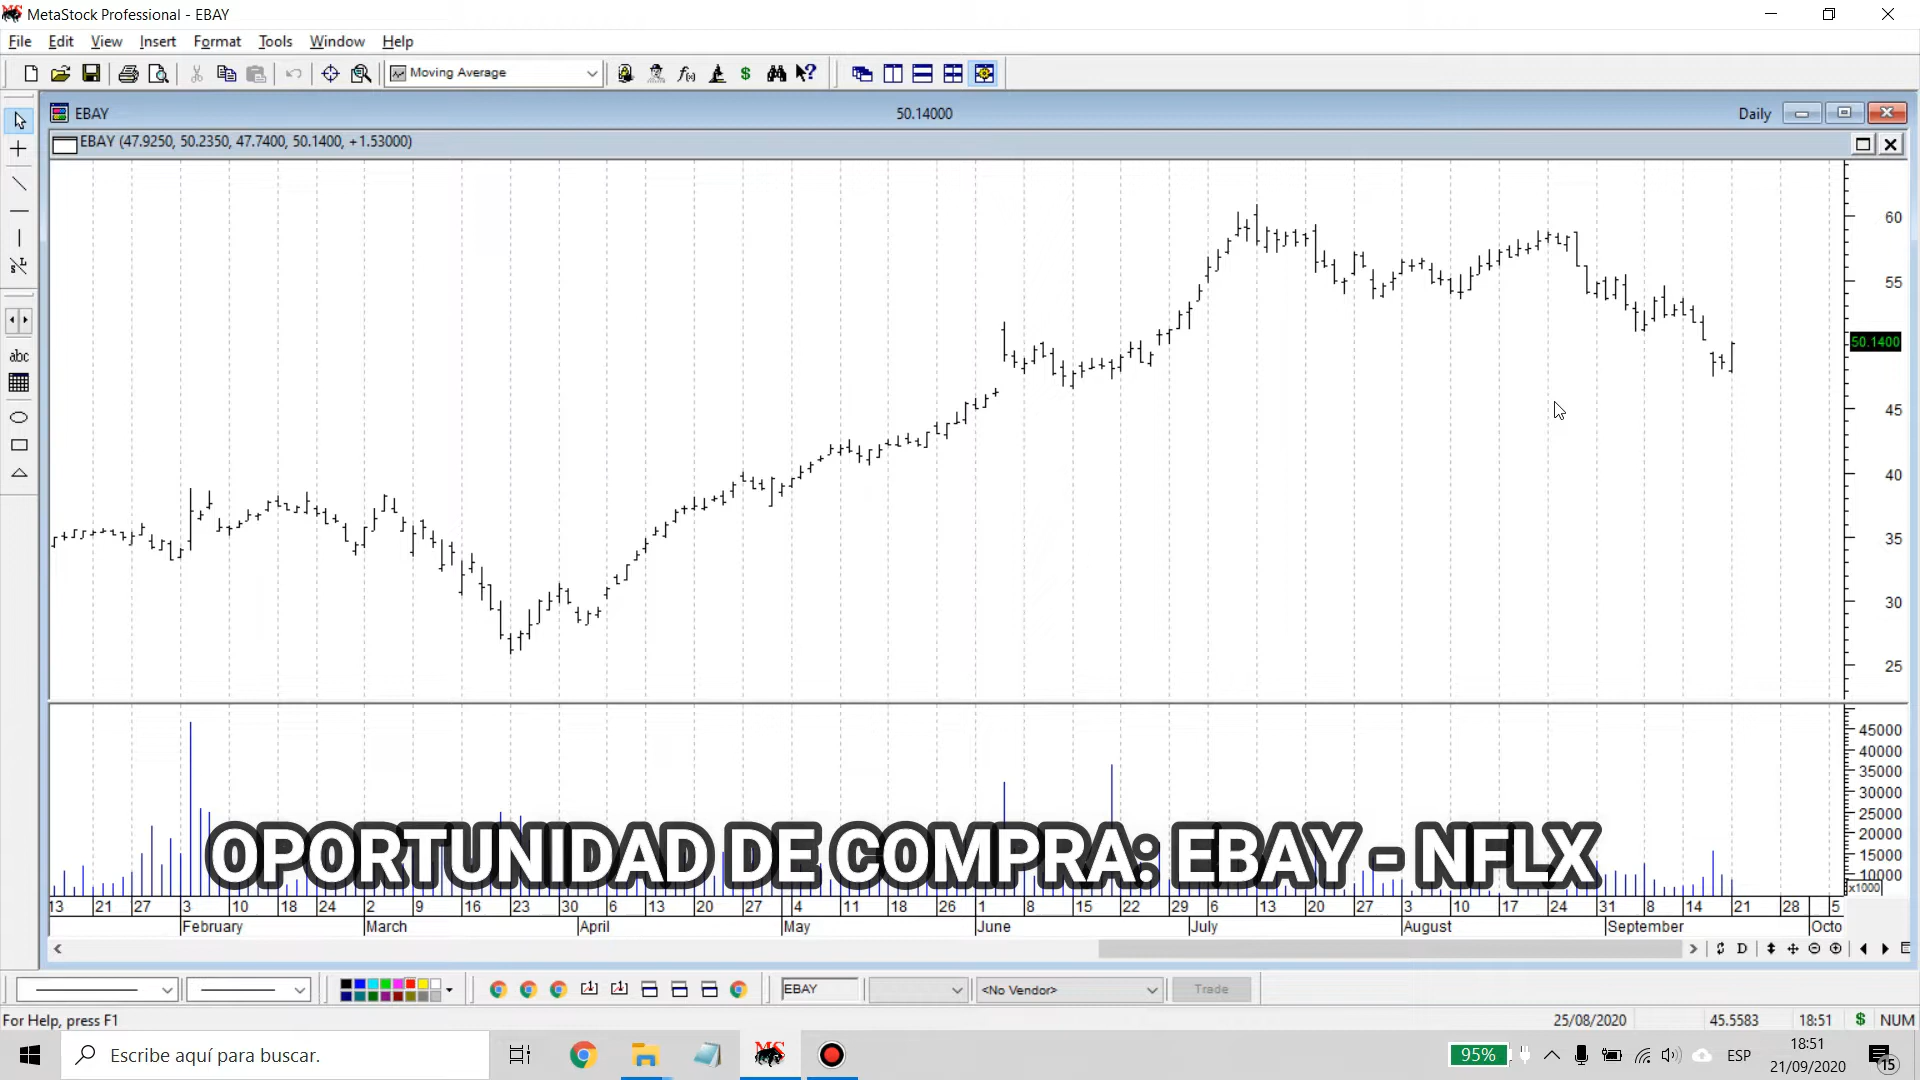 MetaStock Professional - EBAY
File Edit View Insert Format Tools Window Help
Moving Average
EBAY 50.14000 Daily
EBAY (47.9250, 50.2350, 47.7400, 50.1400, +1.53000)
60
55
50.1400
45
40
35
30
25
45000
40000
35000
30000
25000
20000
15000
10000
x1000
OPORTUNIDAD DE COMPRA: EBAY - NFLX
13 21 27 3 10 18 24 2 9 16 23 30 6 13 20 27 4 11 18 26 1 8 15 22 29 6 13 20 27 3 10 17 24 31 8 14 21 28 5
February March April May June July August September Octo
abc
D
EBAY <No Vendor> Trade
For Help, press F1 25/08/2020 45.5583 18:51 $ NUM
Escribe aquí para buscar. MS 95% ESP 18:51
21/09/2020 15